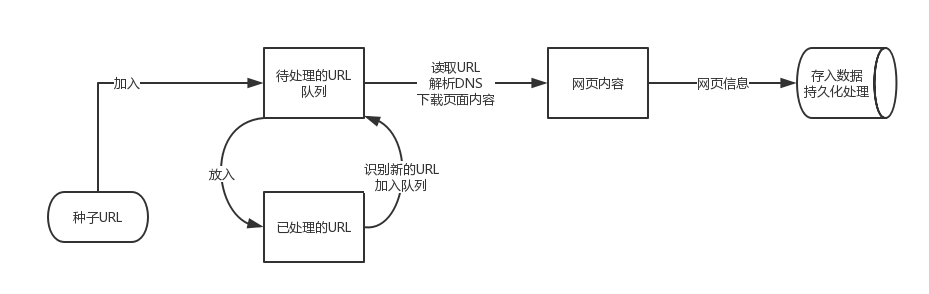 加入
待处理的URL
队列
读取URL
解析DNS
下载页面内容
网页内容
网页信息
存入数据
持久化处理
放入
识别新的URL
加入队列
种子URL
已处理的URL